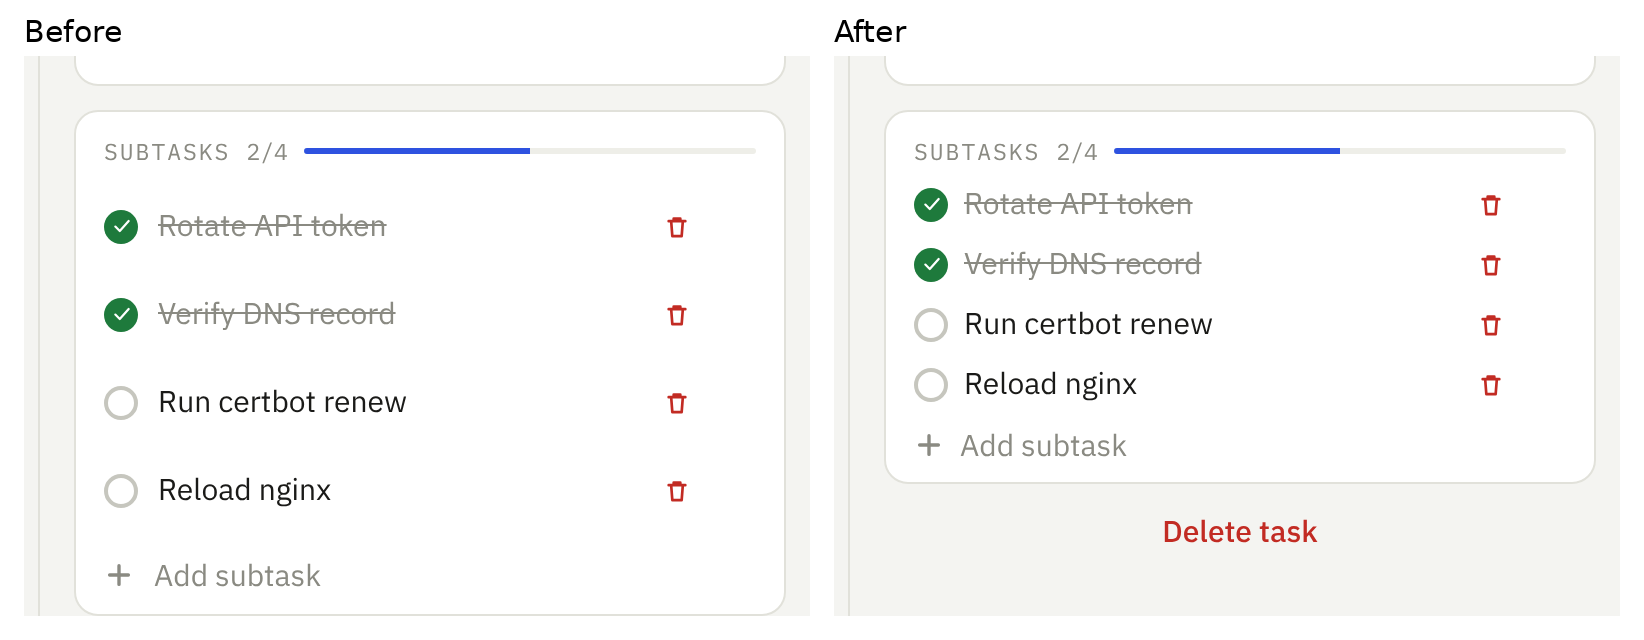 Before
SUBTASKS 2/4
Rotate API token
Verify DNS record
Run certbot renew
Reload nginx
Add subtask
After
SUBTASKS 2/4
Rotate API token
Verify DNS record
Run certbot renew
Reload nginx
Add subtask
Delete task